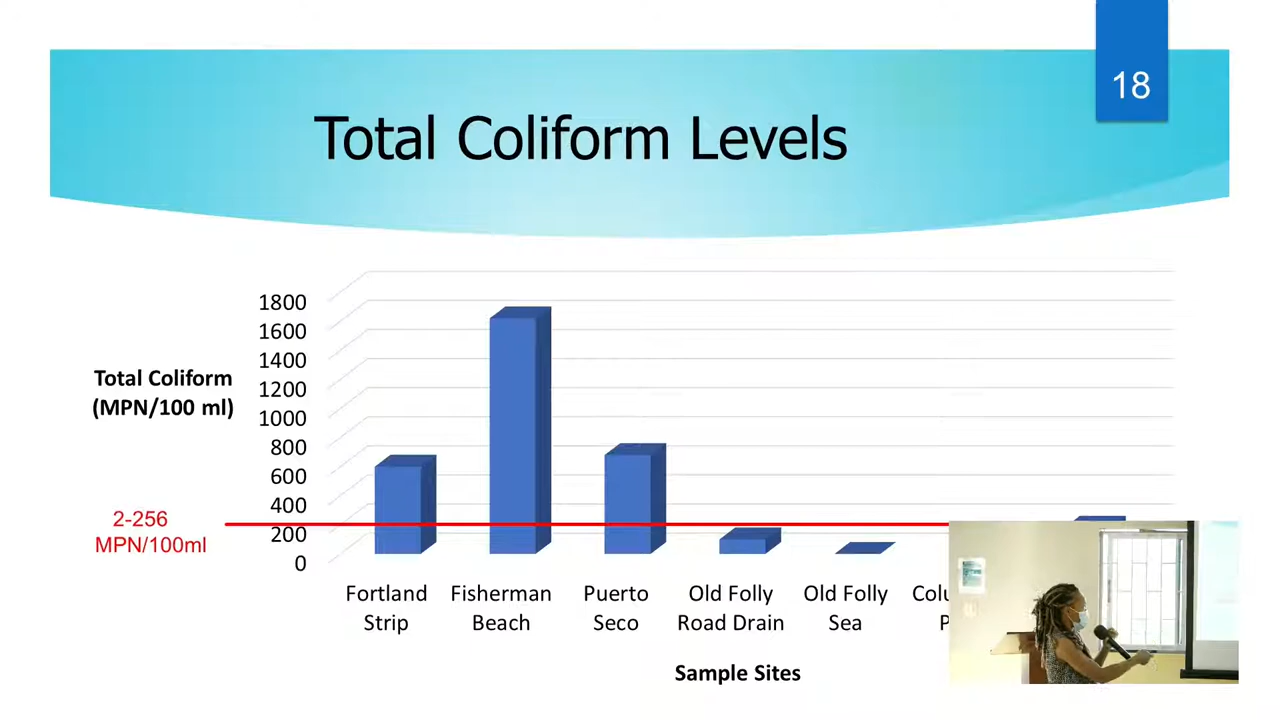 18
Total Coliform Levels
1800
1600
1400
1200
1000
800
600
400
200
0
Total Coliform
(MPN/100 ml)
2-256
MPN/100ml
Fortland
Strip
Fisherman
Beach
Puerto
Seco
Old Folly
Road Drain
Old Folly
Sea
Sample Sites